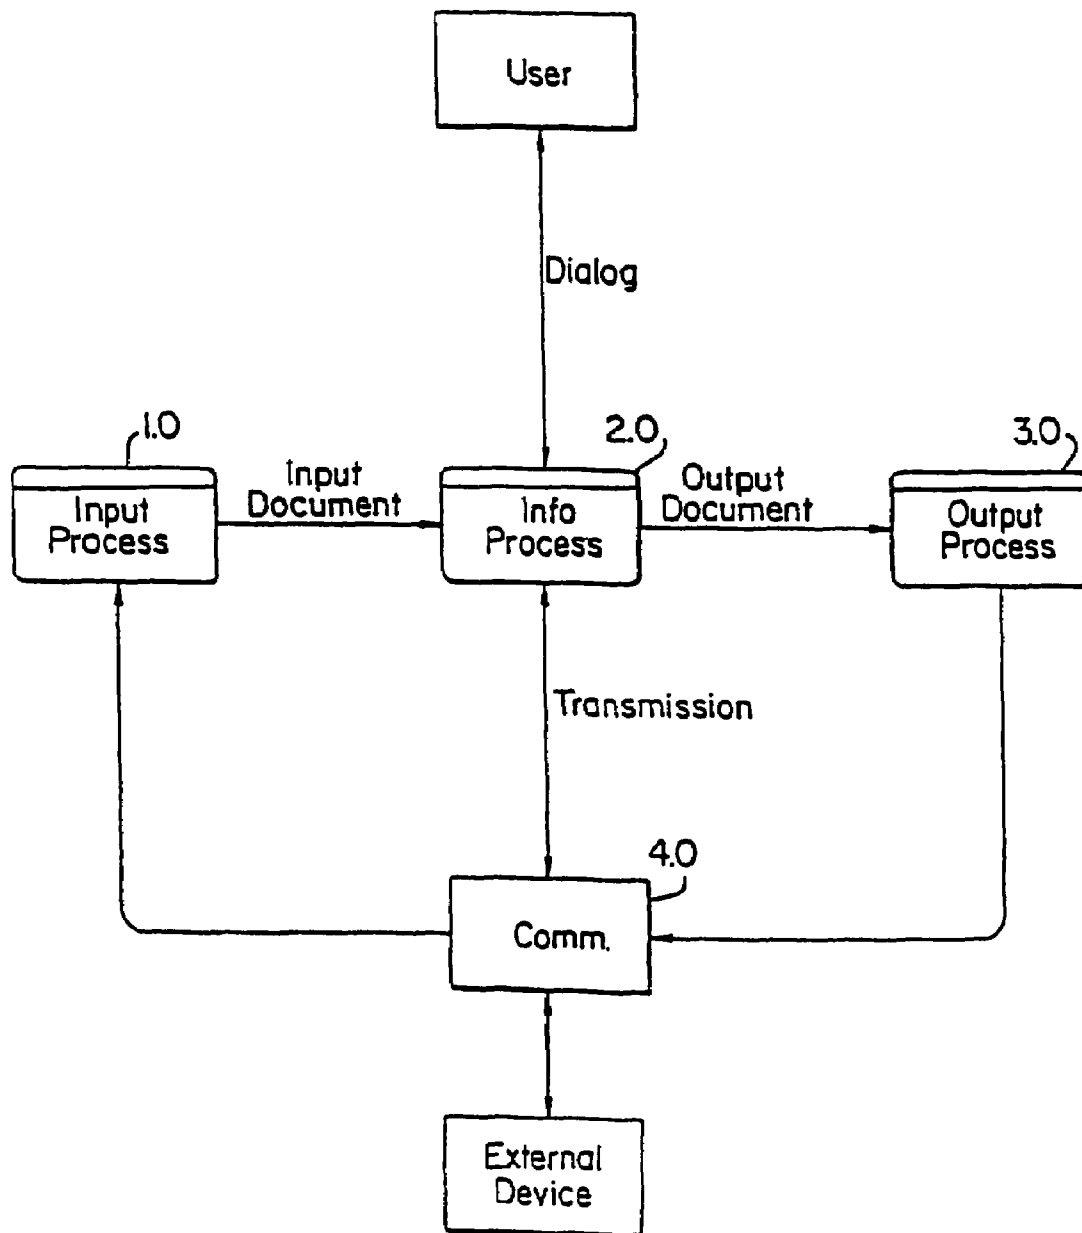 User
Dialog
1.0
2.0
3.0
Input
Process
Input
Document
Info
Process
Output
Document
Output
Process
Transmission
4.0
Comm.
External
Device